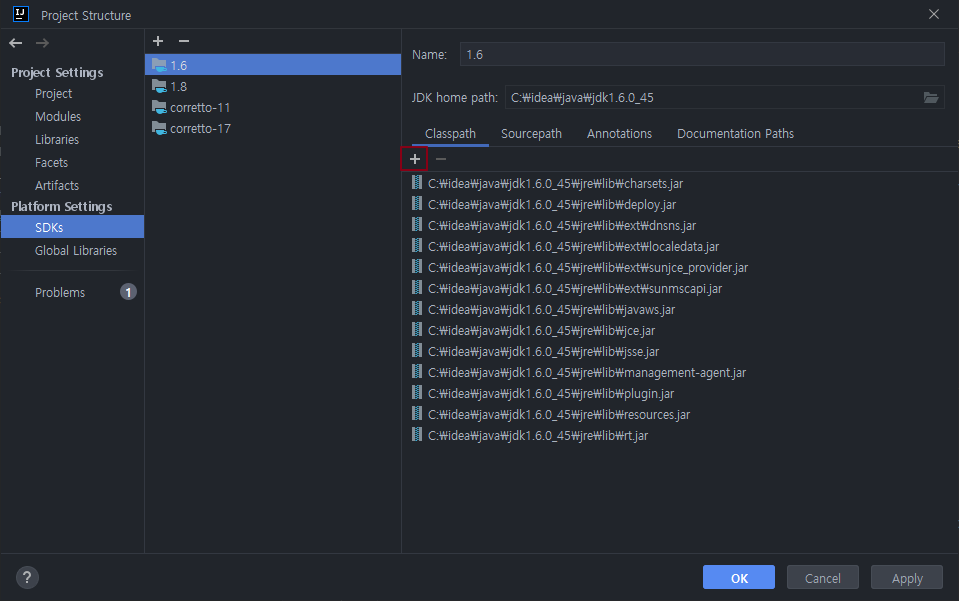 IJ Project Structure
Project Settings
Project
Modules
Libraries
Facets
Artifacts
Platform Settings
SDKs
Global Libraries
Problems 1
1.6
1.8
corretto-11
corretto-17
Name: 1.6
JDK home path: C:₩idea₩java₩jdk1.6.0_45
Classpath Sourcepath Annotations Documentation Paths
C:₩idea₩java₩jdk1.6.0_45₩jre₩lib₩charsets.jar
C:₩idea₩java₩jdk1.6.0_45₩jre₩lib₩deploy.jar
C:₩idea₩java₩jdk1.6.0_45₩jre₩lib₩ext₩dnsns.jar
C:₩idea₩java₩jdk1.6.0_45₩jre₩lib₩ext₩localedata.jar
C:₩idea₩java₩jdk1.6.0_45₩jre₩lib₩ext₩sunjce_provider.jar
C:₩idea₩java₩jdk1.6.0_45₩jre₩lib₩ext₩sunmscapi.jar
C:₩idea₩java₩jdk1.6.0_45₩jre₩lib₩javaws.jar
C:₩idea₩java₩jdk1.6.0_45₩jre₩lib₩jce.jar
C:₩idea₩java₩jdk1.6.0_45₩jre₩lib₩jsse.jar
C:₩idea₩java₩jdk1.6.0_45₩jre₩lib₩management-agent.jar
C:₩idea₩java₩jdk1.6.0_45₩jre₩lib₩plugin.jar
C:₩idea₩java₩jdk1.6.0_45₩jre₩lib₩resources.jar
C:₩idea₩java₩jdk1.6.0_45₩jre₩lib₩rt.jar
? OK Cancel Apply